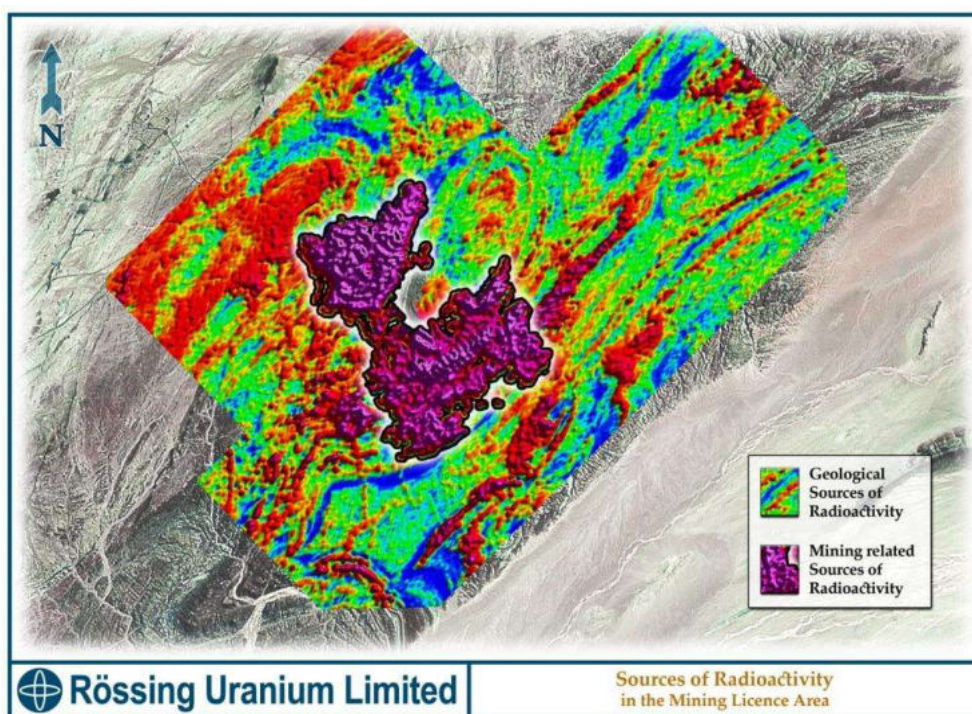 N
Geological
Sources of
Radioactivity
Mining related
Sources of
Radioactivity
Rössing Uranium Limited
Sources of Radioactivity
in the Mining Licence Area